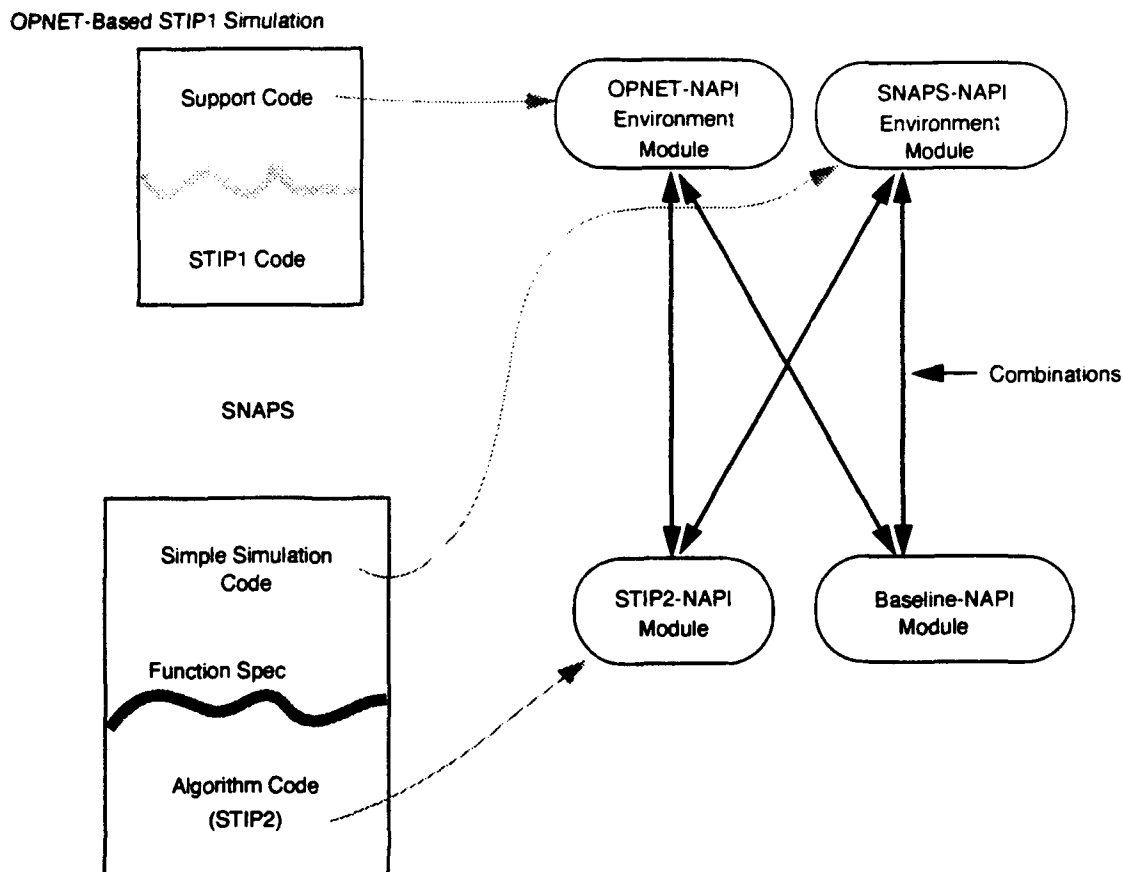 OPNET-Based STIP1 Simulation
Support Code
STIP1 Code
OPNET-NAPI
Environment
Module
SNAPS-NAPI
Environment
Module
Combinations
SNAPS
Simple Simulation
Code
Function Spec
Algorithm Code
(STIP2)
STIP2-NAPI
Module
Baseline-NAPI
Module